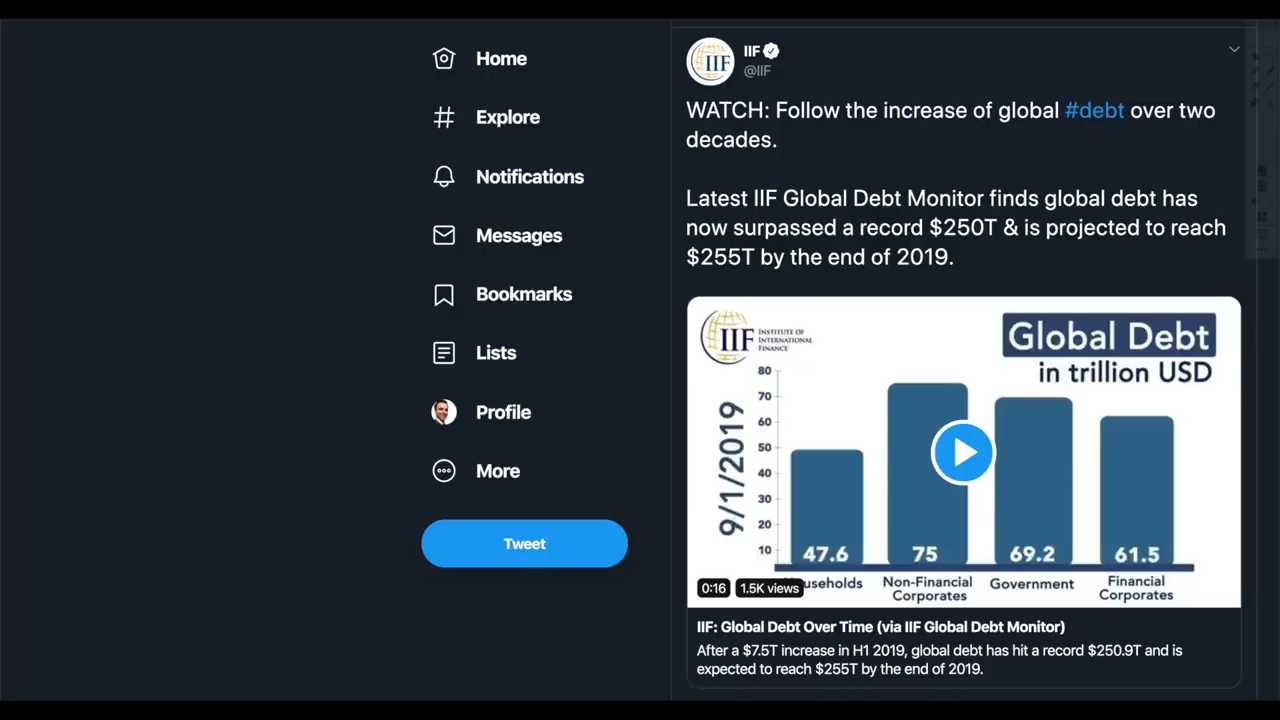 Home
Explore
Notifications
Messages
Bookmarks
Lists
Profile
More
Tweet
IIF
@IIF
WATCH: Follow the increase of global #debt over two
decades.
Latest IIF Global Debt Monitor finds global debt has
now surpassed a record $250T & is projected to reach
$255T by the end of 2019.
IIF
INSTITUTE OF
INTERNATIONAL
FINANCE
Global Debt
in trillion USD
9/1/2019
80
70
60
50
40
30
20
10
47.6
75
69.2
61.5
useholds
Non-Financial
Corporates
Government
Financial
Corporates
0:16
1.5K views
IIF: Global Debt Over Time (via IIF Global Debt Monitor)
After a $7.5T increase in H1 2019, global debt has hit a record $250.9T and is
expected to reach $255T by the end of 2019.